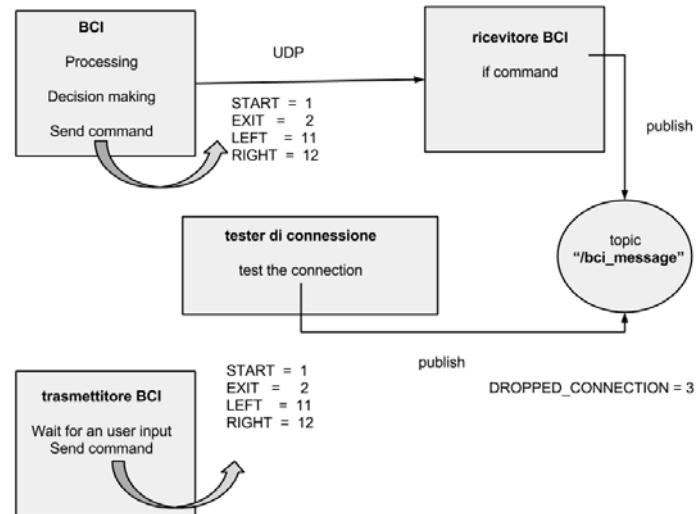 BCI
Processing
Decision making
Send command
UDP
START = 1
EXIT = 2
LEFT = 11
RIGHT = 12
ricevitore BCI
if command
publish
topic
“/bci_message”
tester di connessione
test the connection
publish
DROPPED_CONNECTION = 3
trasmettitore BCI
Wait for an user input
Send command
START = 1
EXIT = 2
LEFT = 11
RIGHT = 12